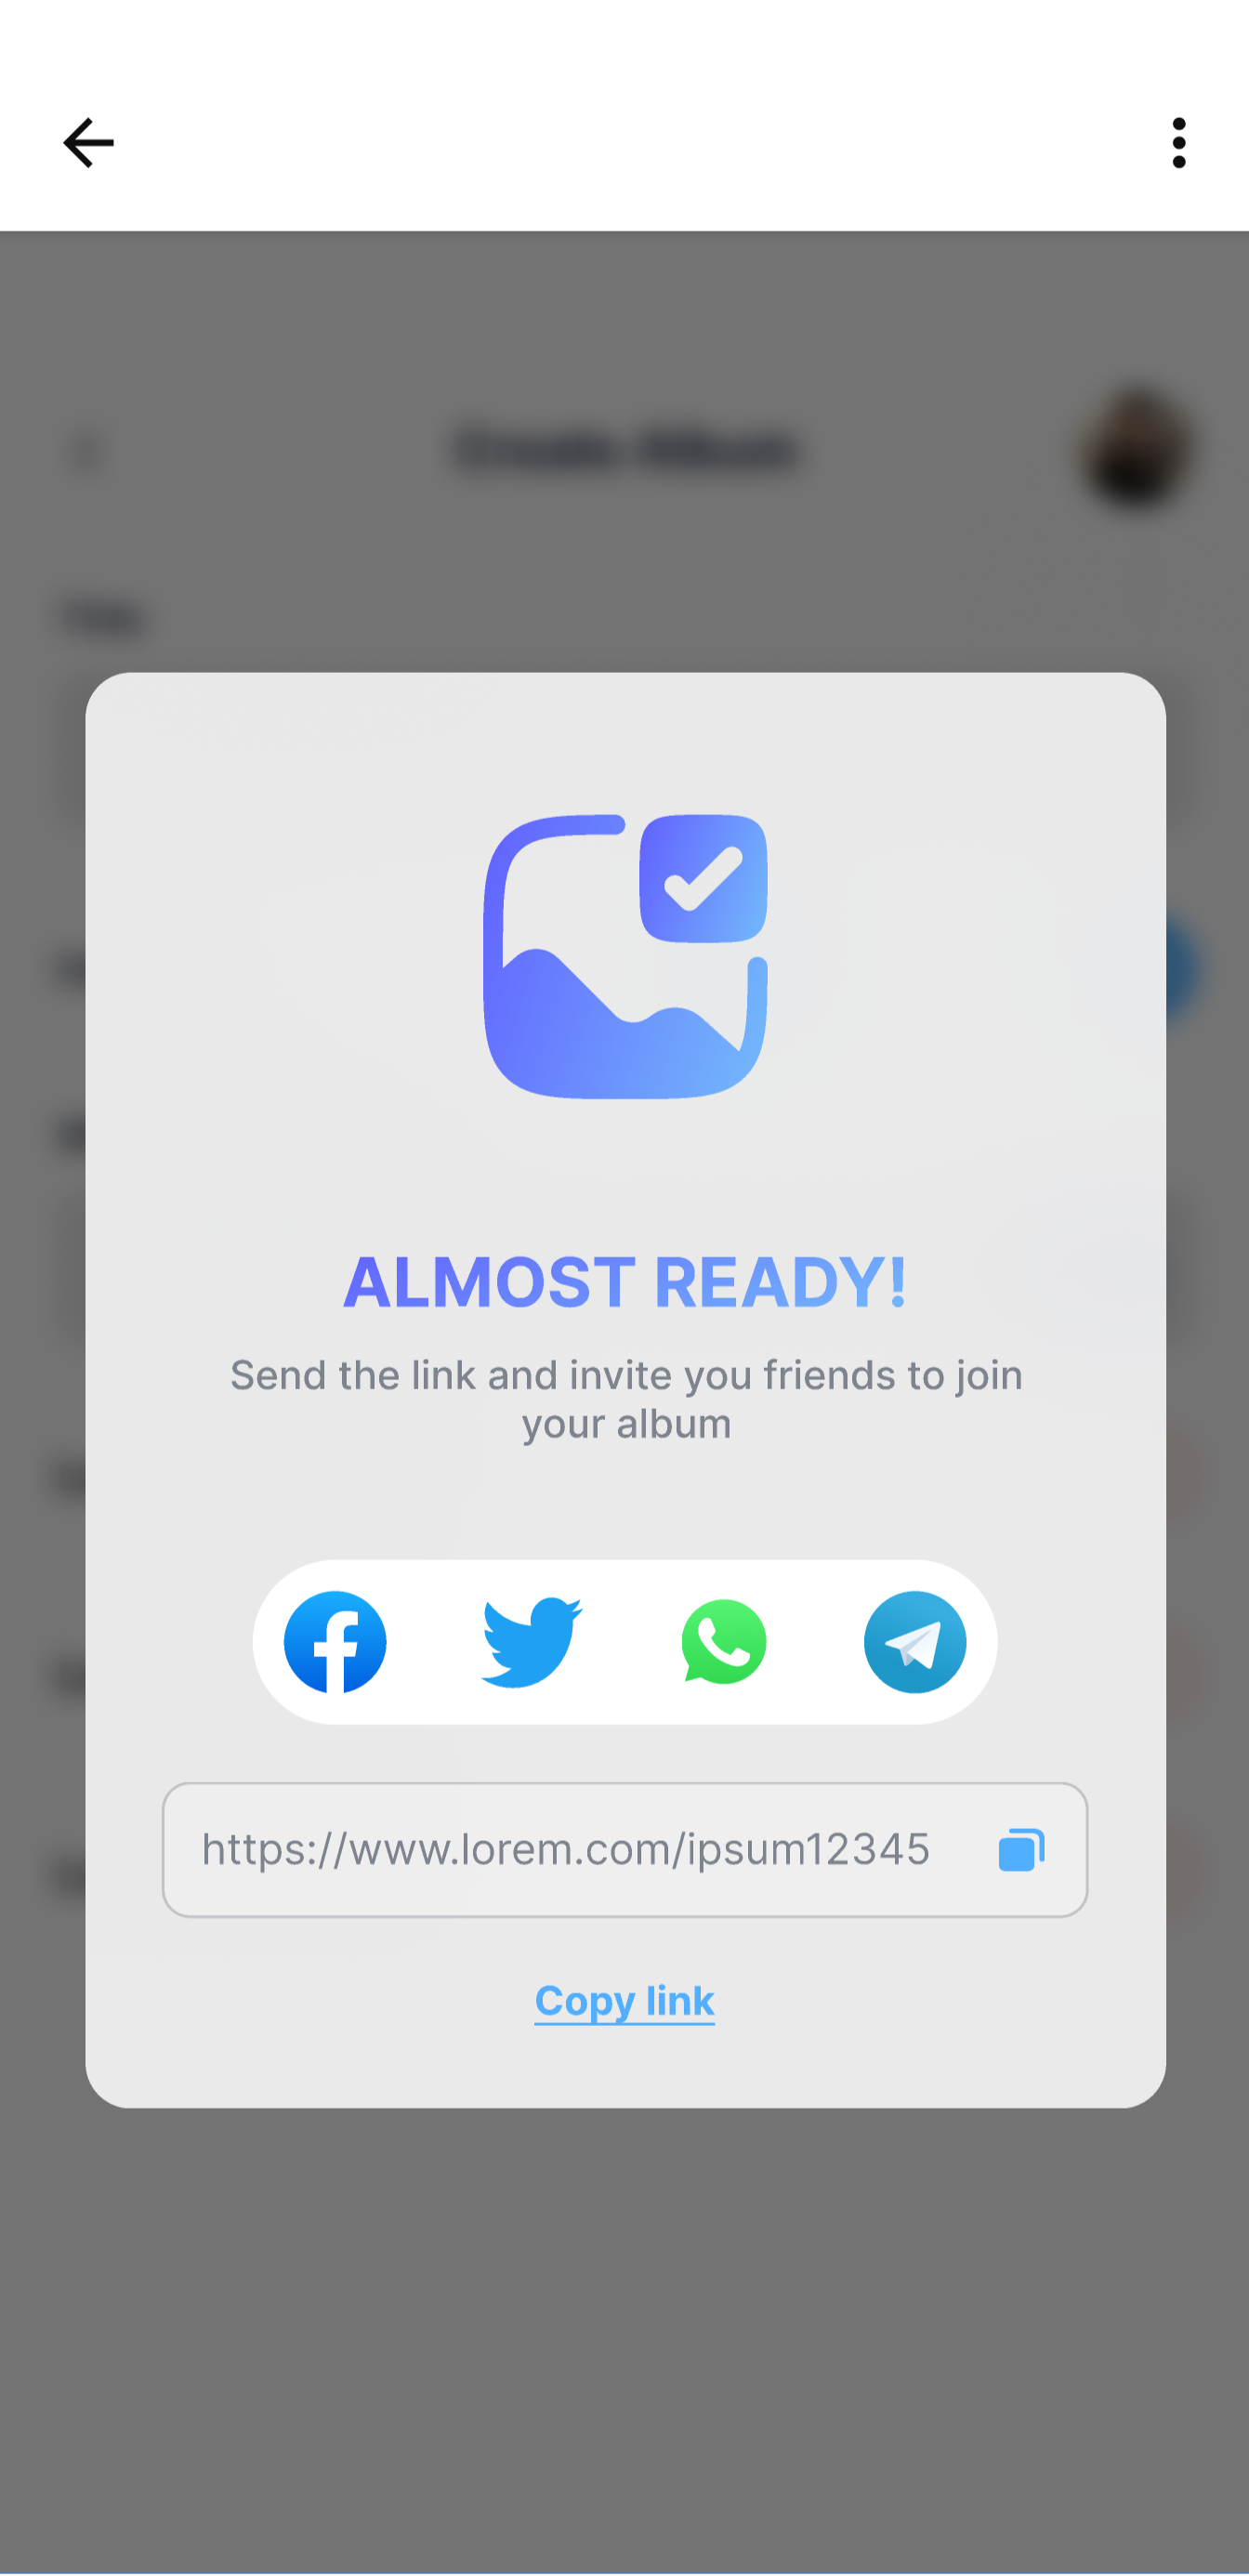 Create Album
Title
ALMOST READY!
Send the link and invite you friends to join
your album
https://www.lorem.com/ipsum12345
Copy link